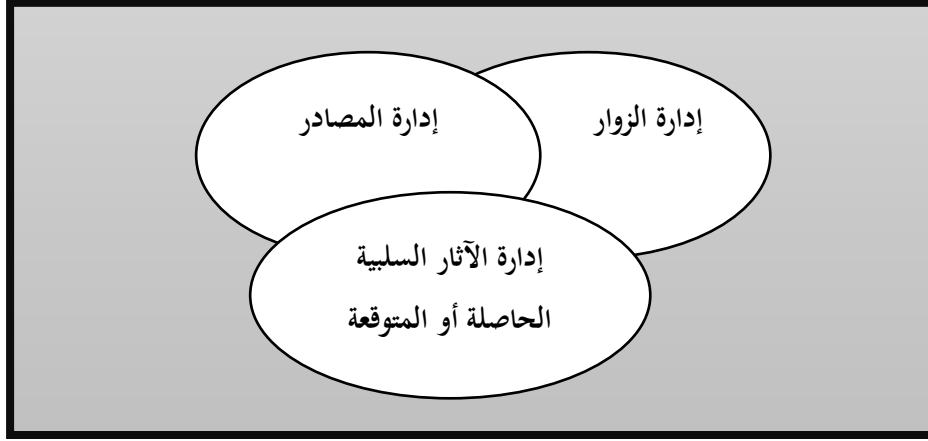 إدارة الزوار
إدارة المصادر
إدارة الآثار السلبية
الحاصلة أو المتوقعة